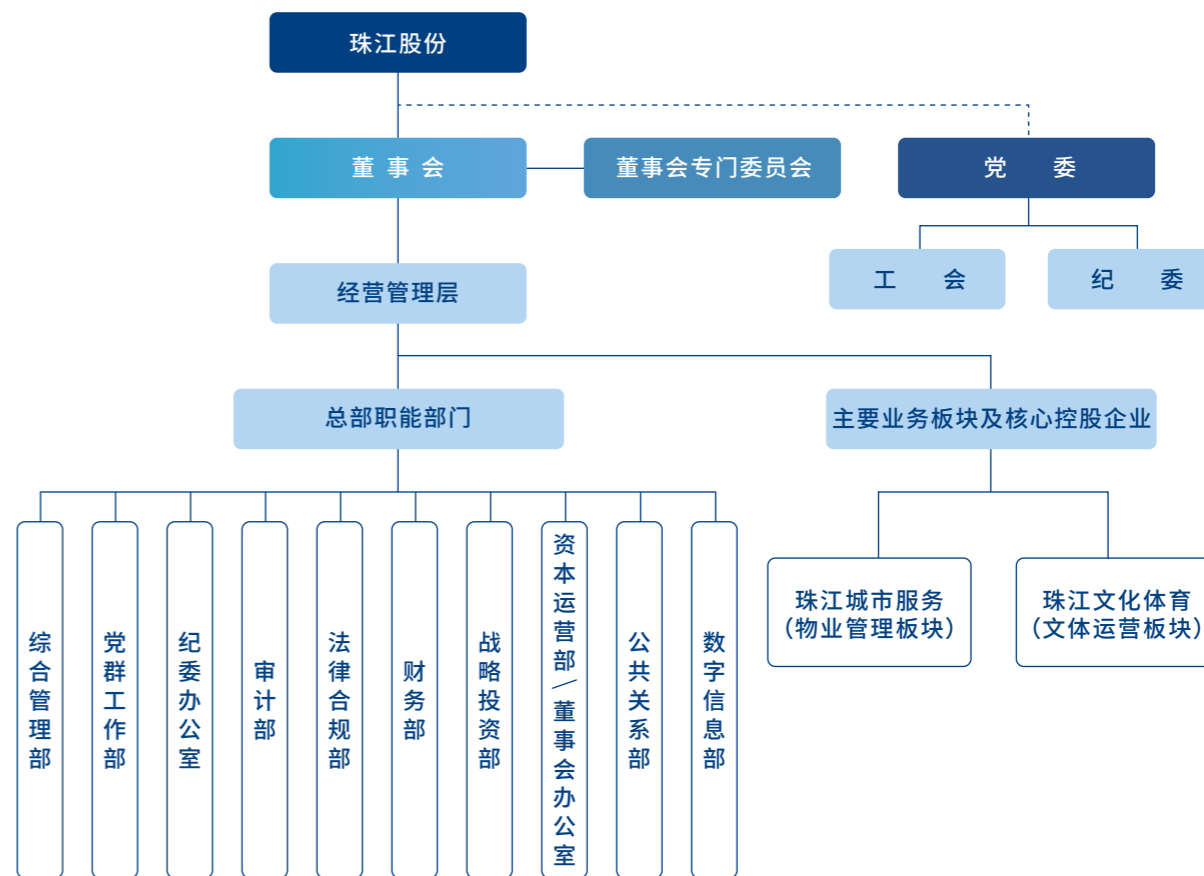 珠江股份
董 事 会
董事会专门委员会
党 委
工 会
纪 委
经营管理层
总部职能部门
主要业务板块及核心控股企业
综合管理部
党群工作部
纪委办公室
审计部
法律合规部
财务部
战略投资部
资本运营部/董事会办公室
公共关系部
数字信息部
珠江城市服务
(物业管理板块)
珠江文化体育
(文体运营板块)